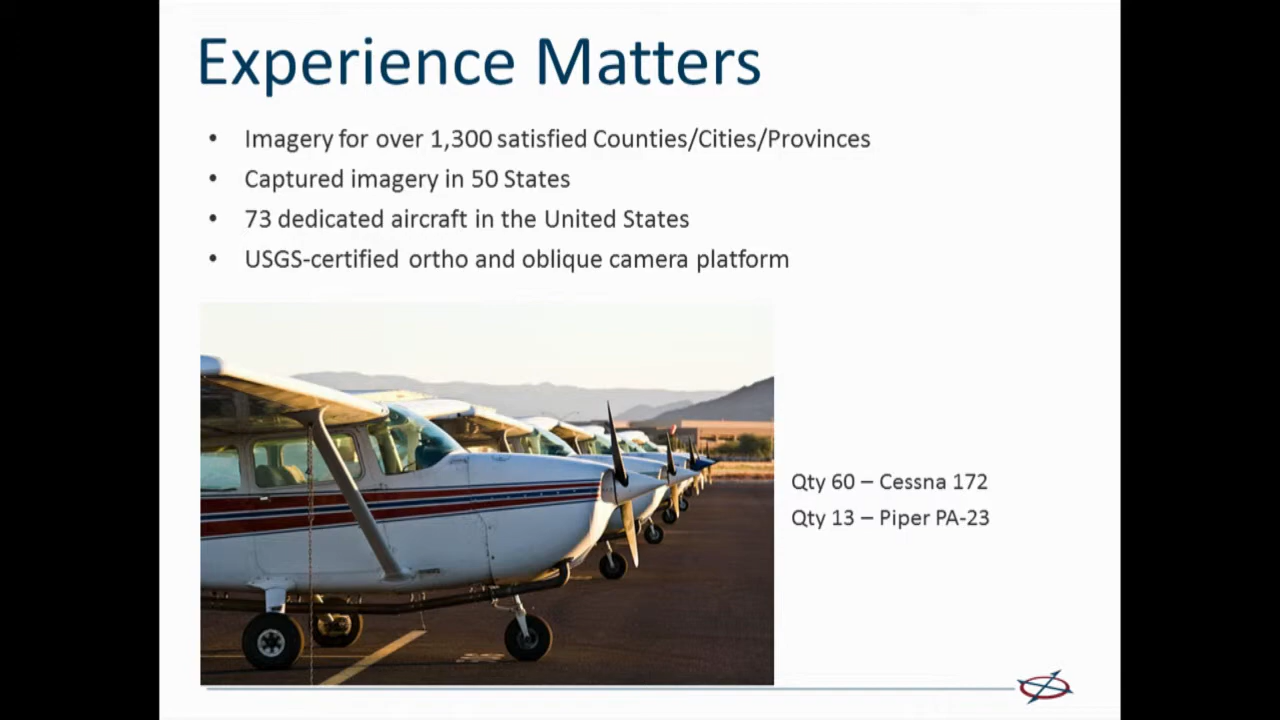 Experience Matters
• Imagery for over 1,300 satisfied Counties/Cities/Provinces
• Captured imagery in 50 States
• 73 dedicated aircraft in the United States
• USGS-certified ortho and oblique camera platform
Qty 60 – Cessna 172
Qty 13 – Piper PA-23